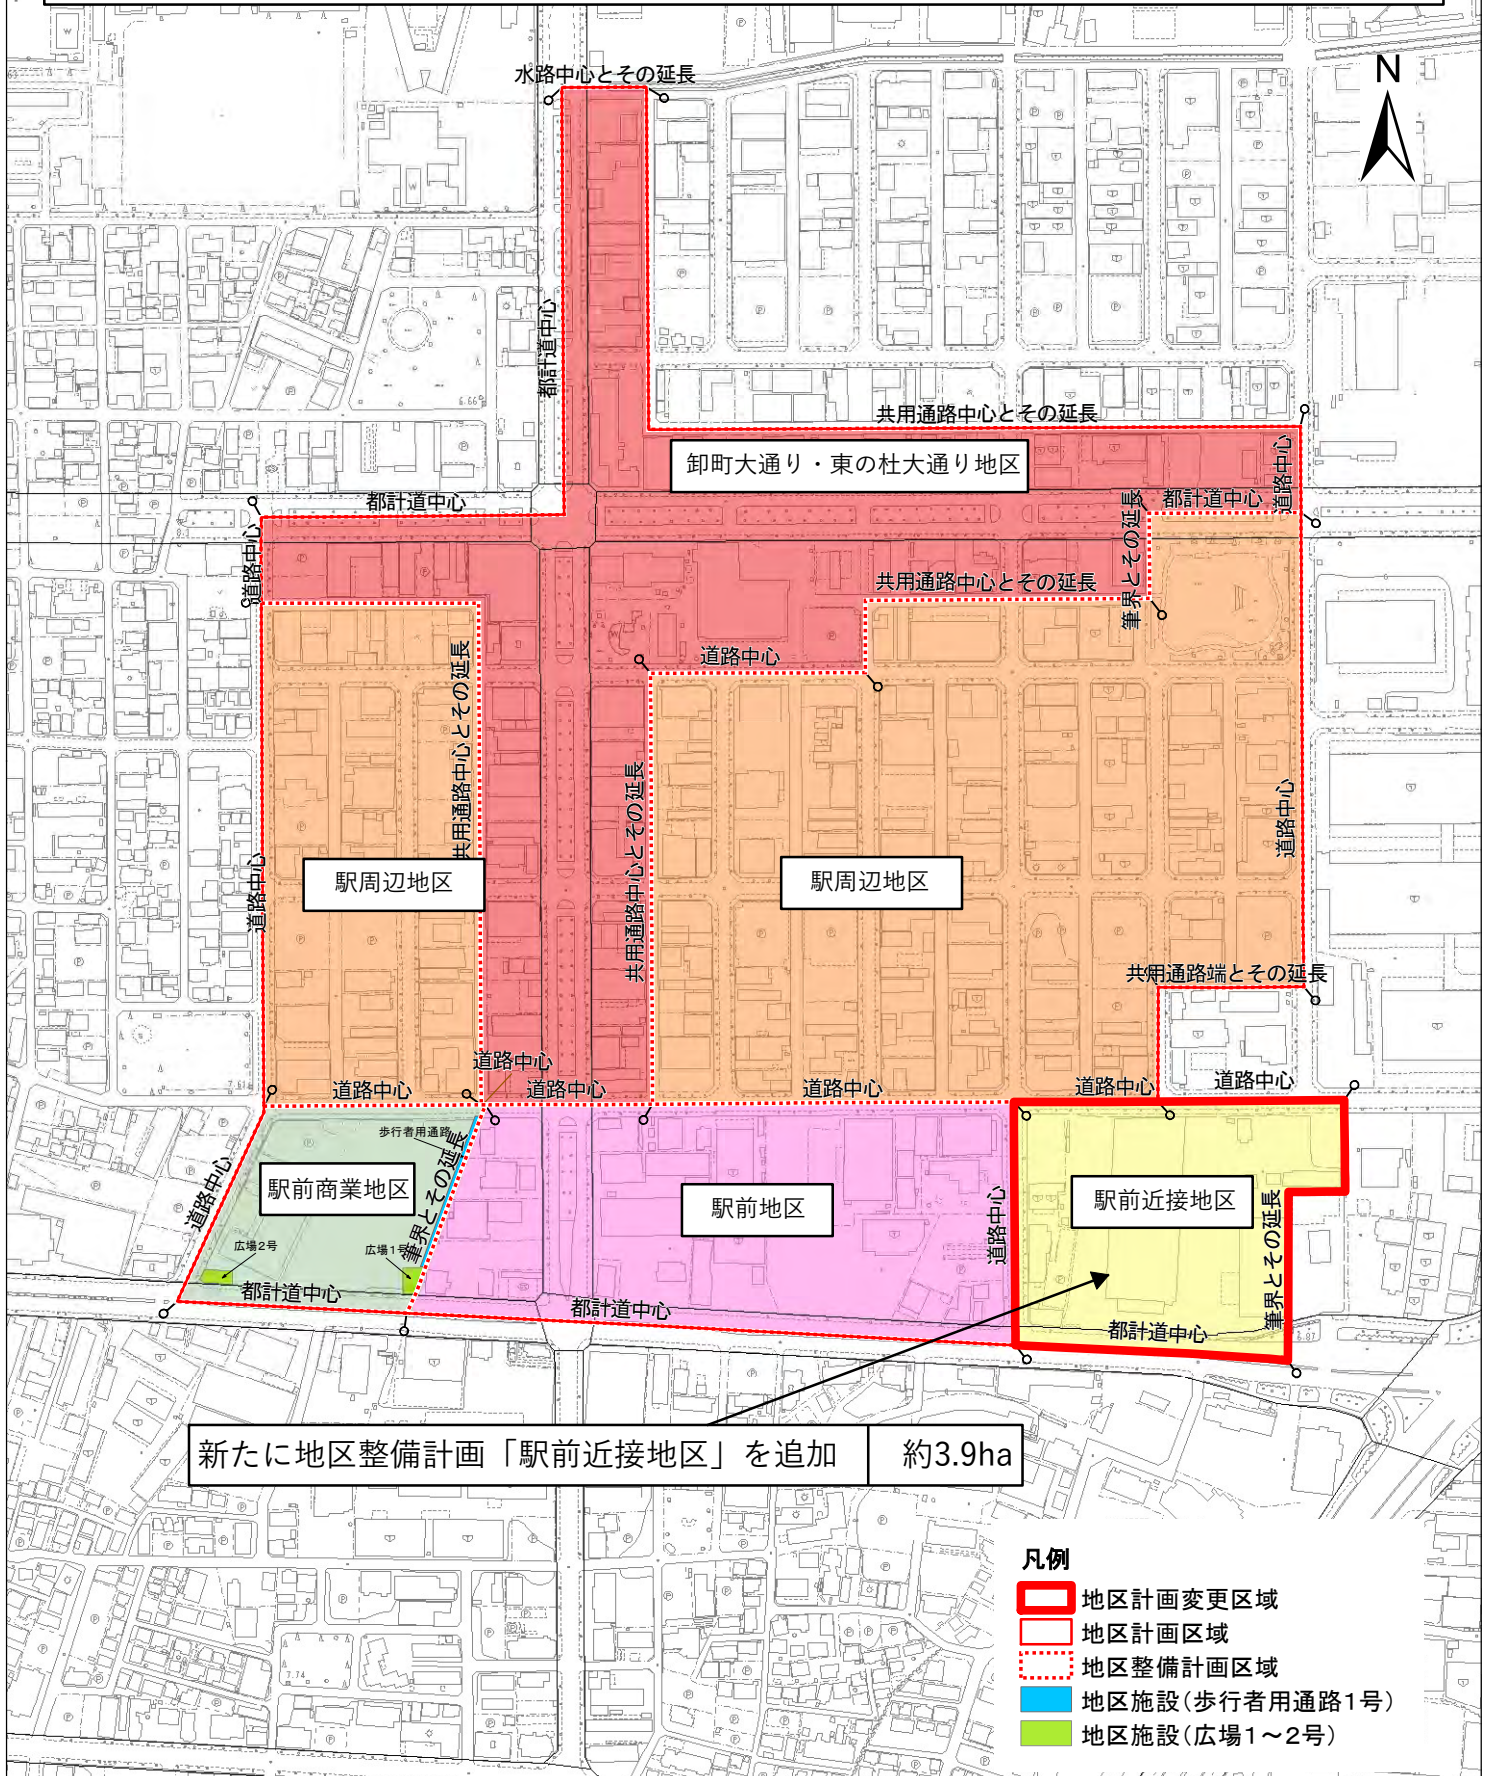 水路中心とその延長
N
都計道中心
6.66
共用通路中心とその延長
卸町大通り・東の杜大通り地区
道路中心
都計道中心
都計道中心
筆界とその延長
道路中心
共用通路中心とその延長
道路中心
共用通路中心とその延長
共用通路中心とその延長
道路中心
道路中心
駅周辺地区
駅周辺地区
共用通路端とその延長
道路中心
道路中心
道路中心
道路中心
道路中心
道路中心
歩行者用通路
筆界とその延長
道路中心
駅前商業地区
駅前地区
道路中心
駅前近接地区
筆界とその延長
広場2号
広場1号
都計道中心
都計道中心
都計道中心
新たに地区整備計画「駅前近接地区」を追加 約3.9ha
凡例
地区計画変更区域
地区計画区域
地区整備計画区域
地区施設(歩行者用通路1号)
地区施設(広場1～2号)
7.74